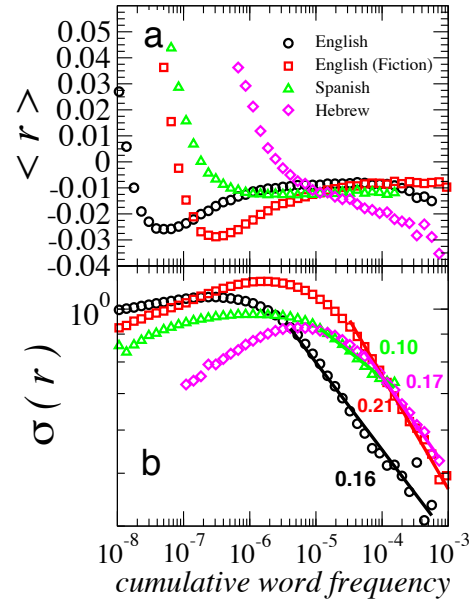 a
English
English (Fiction)
Spanish
Hebrew
0.05
0.04
0.03
0.02
0.01
0
-0.01
-0.02
-0.03
-0.04
< r >
b
10⁰
σ ( r )
0.10
0.17
0.21
0.16
10⁻⁸ 10⁻⁷ 10⁻⁶ 10⁻⁵ 10⁻⁴ 10⁻³
cumulative word frequency